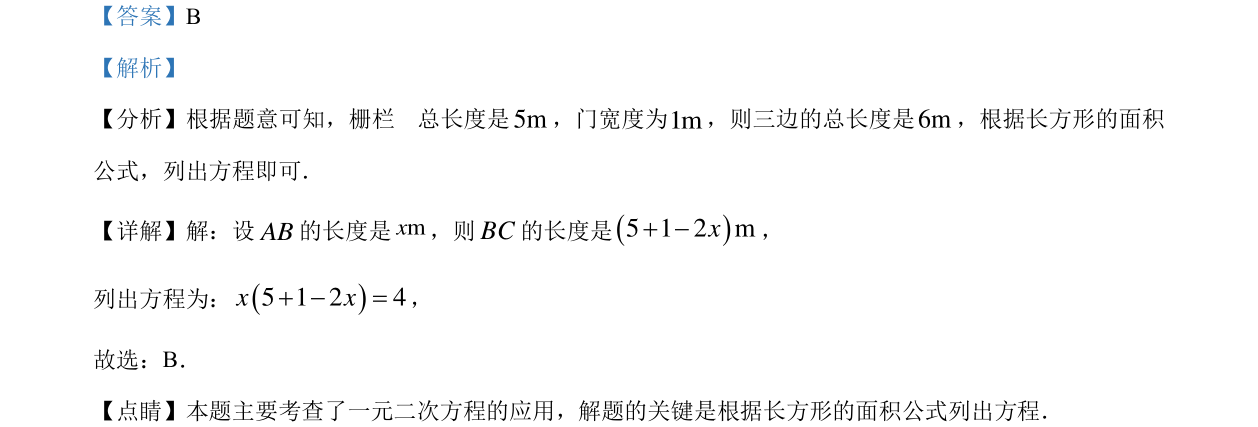 【答案】B
【解析】
【分析】根据题意可知，栅栏 总长度是5m，门宽度为1m，则三边的总长度是6m，根据长方形的面积
公式，列出方程即可．
【详解】解：设AB的长度是xm，则BC的长度是(5+1−2x)m，
列出方程为：x(5+1−2x)=4，
故选：B．
【点睛】本题主要考查了一元二次方程的应用，解题的关键是根据长方形的面积公式列出方程．